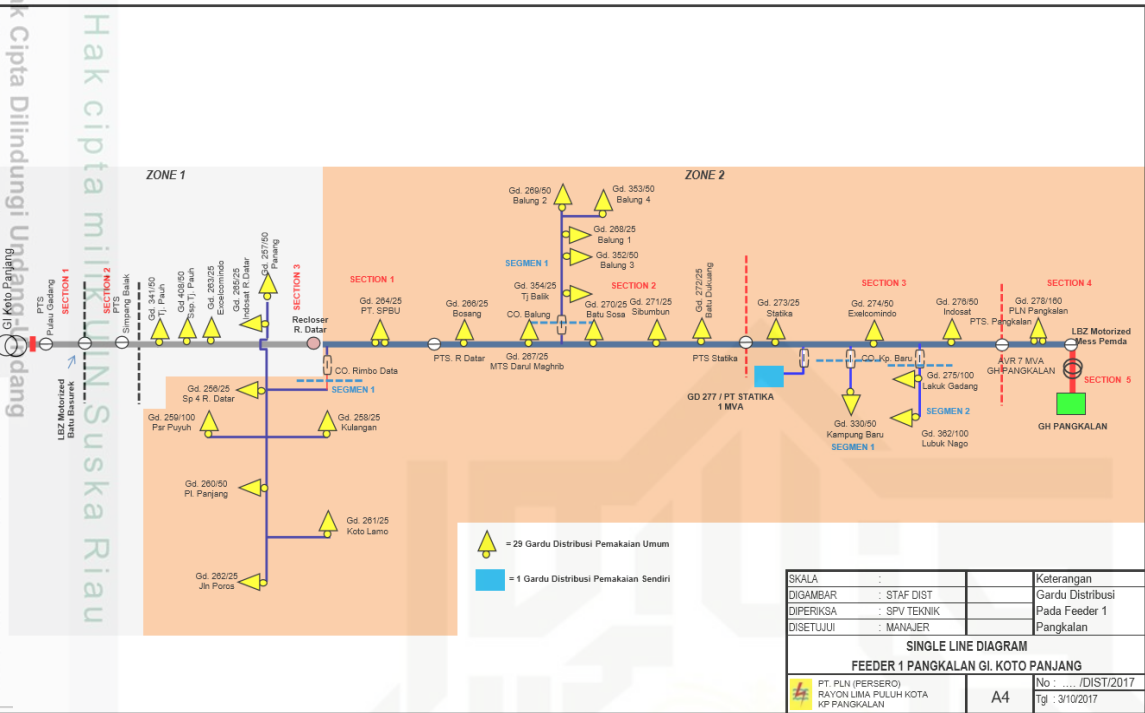 Hak Cipta Dilindungi Undang-Undang
Hak cipta milik UIN Suska Riau
ZONE 1
ZONE 2
GI Koto Panjang
PTS
Pulau Gadang
SECTION 1
LBZ Motorized
Batu Basurek
SECTION 2
PTS
Simpang Baiak
Gd. 341/50
Tj. Pauh
Gd 408/50
Ssp.Tj. Pauh
Gd. 263/25
Exelcomindo
Gd. 265/25
Indosat R.Datar
Gd. 257/50
Panang
SECTION 3
Recloser
R. Datar
SECTION 1
Gd. 264/25
PT. SPBU
PTS. R Datar
Gd. 266/25
Bosang
Gd. 267/25
MTS Darul Maghrib
CO. Balung
SEGMEN 1
Gd. 269/50
Balung 2
Gd. 353/50
Balung 4
Gd. 268/25
Balung 1
Gd. 352/50
Balung 3
Gd. 354/25
Tj Balik
SECTION 2
Gd. 270/25
Batu Sosa
Gd. 271/25
Sibumbun
Gd. 272/25
Batu Dukuang
PTS Statika
Gd. 273/25
Statika
GD 277 / PT STATIKA
1 MVA
SECTION 3
Gd. 274/50
Exelcomindo
CO. Kp. Baru
Gd. 330/50
Kampung Baru
SEGMEN 1
Gd. 276/50
Indosat
Gd. 275/100
Lakuk Gadang
SEGMEN 2
Gd. 362/100
Lubuk Nago
PTS. Pangkalan
SECTION 4
Gd. 278/160
PLN Pangkalan
AVR 7 MVA
GH PANGKALAN
LBZ Motorized
Mess Pemda
SECTION 5
GH PANGKALAN
CO. Rimbo Data
SEGMEN 1
Gd. 256/25
Sp 4 R. Datar
Gd. 259/100
Psr Puyuh
Gd. 258/25
Kulangan
Gd. 260/50
Pl. Panjang
Gd. 261/25
Koto Lamo
Gd. 262/25
Jln Poros
= 29 Gardu Distribusi Pemakaian Umum
= 1 Gardu Distribusi Pemakaian Sendiri
SKALA : Keterangan
DIGAMBAR : STAF DIST Gardu Distribusi
DIPERIKSA : SPV TEKNIK Pada Feeder 1
DISETUJUI : MANAJER Pangkalan
SINGLE LINE DIAGRAM
FEEDER 1 PANGKALAN GI. KOTO PANJANG
PT. PLN (PERSERO)
RAYON LIMA PULUH KOTA
KP PANGKALAN
A4
No : .... /DIST/2017
Tgl : 3/10/2017